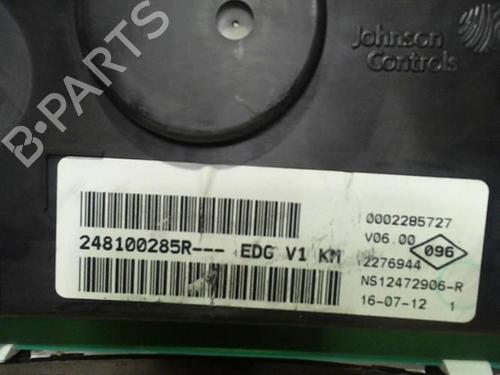 Johnson
Controls
B-PARTS
0002285727
V06.00
096
248100285R--- EDG V1 KM
2276944
NS12472906-R
16-07-12 1